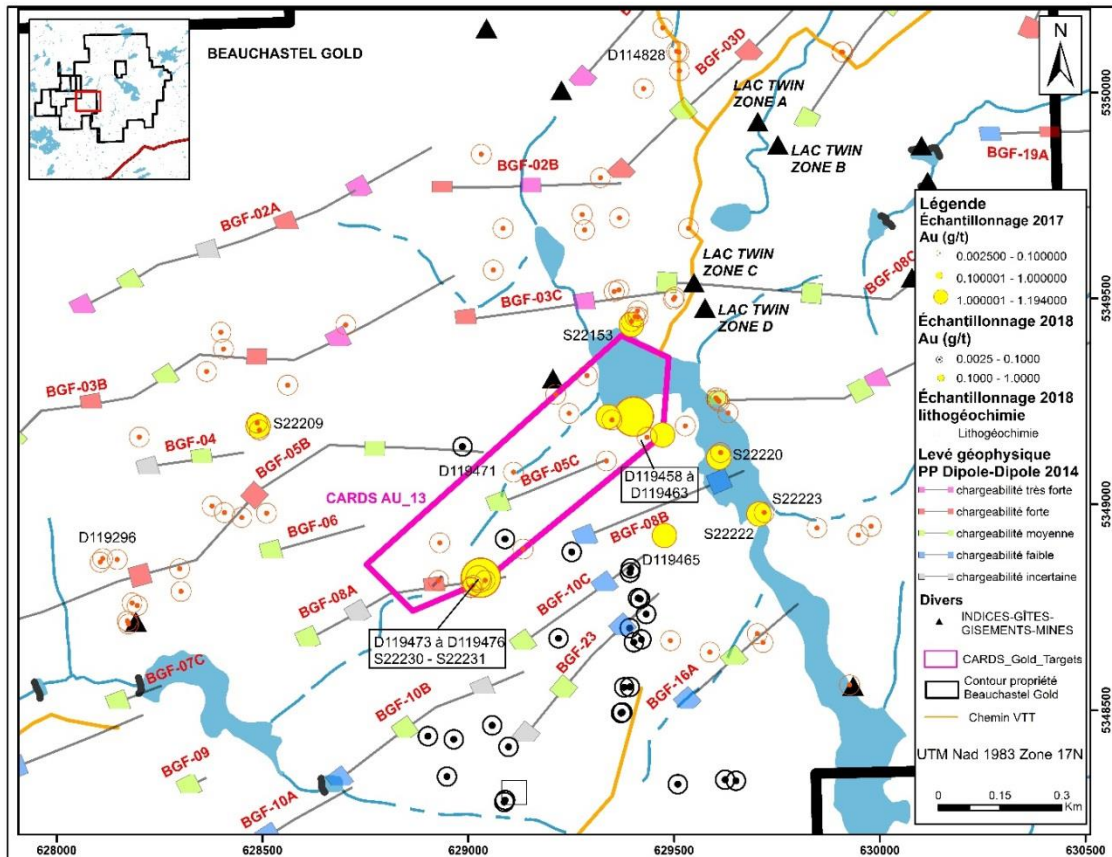 BEAUCHASTEL GOLD
N
D114828
BGF-03D
LAC TWIN
ZONE A
LAC TWIN
ZONE B
BGF-19A
BGF-02B
BGF-02A
LAC TWIN
ZONE C
BGF-08C
BGF-03C
LAC TWIN
ZONE D
S22153
BGF-03B
S22209
BGF-04
BGF-05B
D119471
S22220
BGF-05C
D119458 à
D119463
CARDS AU_13
S22223
BGF-06
BGF-08B
S22222
D119296
D119465
BGF-08A
BGF-10C
D119473 à D119476
S22230 - S22231
BGF-23
BGF-07C
BGF-16A
BGF-10B
BGF-09
BGF-10A
Légende
Échantillonnage 2017
Au (g/t)
0.002500 - 0.100000
0.100001 - 1.000000
1.000001 - 1.194000
Échantillonnage 2018
Au (g/t)
0.0025 - 0.1000
0.1000 - 1.0000
Échantillonnage 2018
lithogéochimie
Lithogéochimie
Levé géophysique
PP Dipole-Dipole 2014
chargeabilité très forte
chargeabilité forte
chargeabilité moyenne
chargeabilité faible
chargeabilité incertaine
Divers
INDICES-GÎTES-
GISEMENTS-MINES
CARDS_Gold_Targets
Contour propriété
Beauchastel Gold
Chemin VTT
UTM Nad 1983 Zone 17N
0 0.15 0.3
Km
5350000
5349500
5349000
5348500
628000 628500 629000 629500 630000 630500